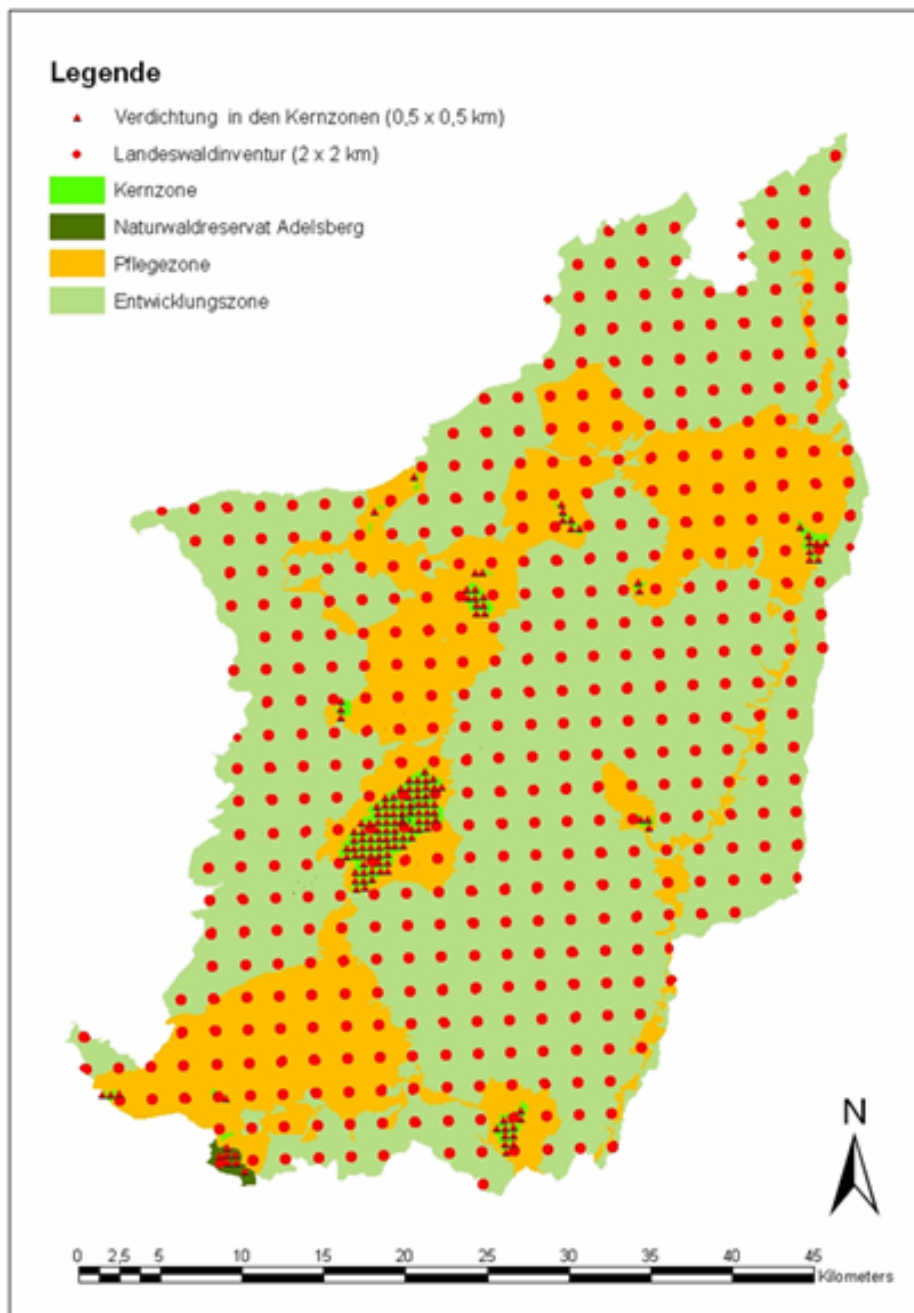 Legende
Verdichtung in den Kernzonen (0,5 x 0,5 km)
Landeswaldinventur (2 x 2 km)
Kernzone
Naturwaldreservat Adelsberg
Pflegezone
Entwicklungszone
N
0 2,5 5 10 15 20 25 30 35 40 45
Kilometers